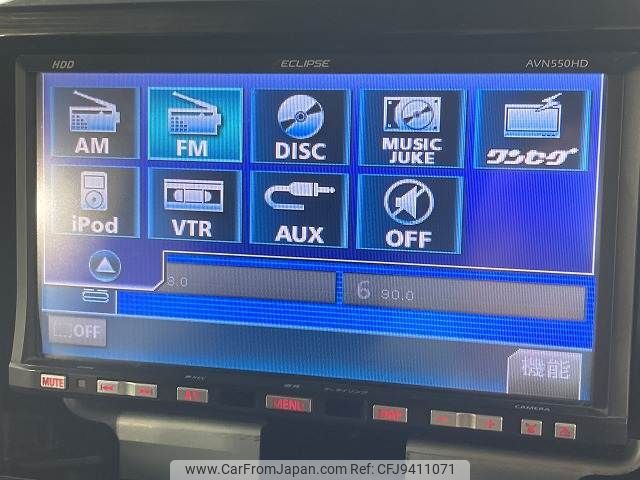 HDD
ECLIPSE
AVN550HD
AM
FM
DISC
MUSIC
JUKE
ワンセグ
iPod
VTR
AUX
OFF
6 90.0
OFF
機能
MUTE
MENU
MAP
CAMERA
www.CarFromJapan.com Ref:CFJ9411071